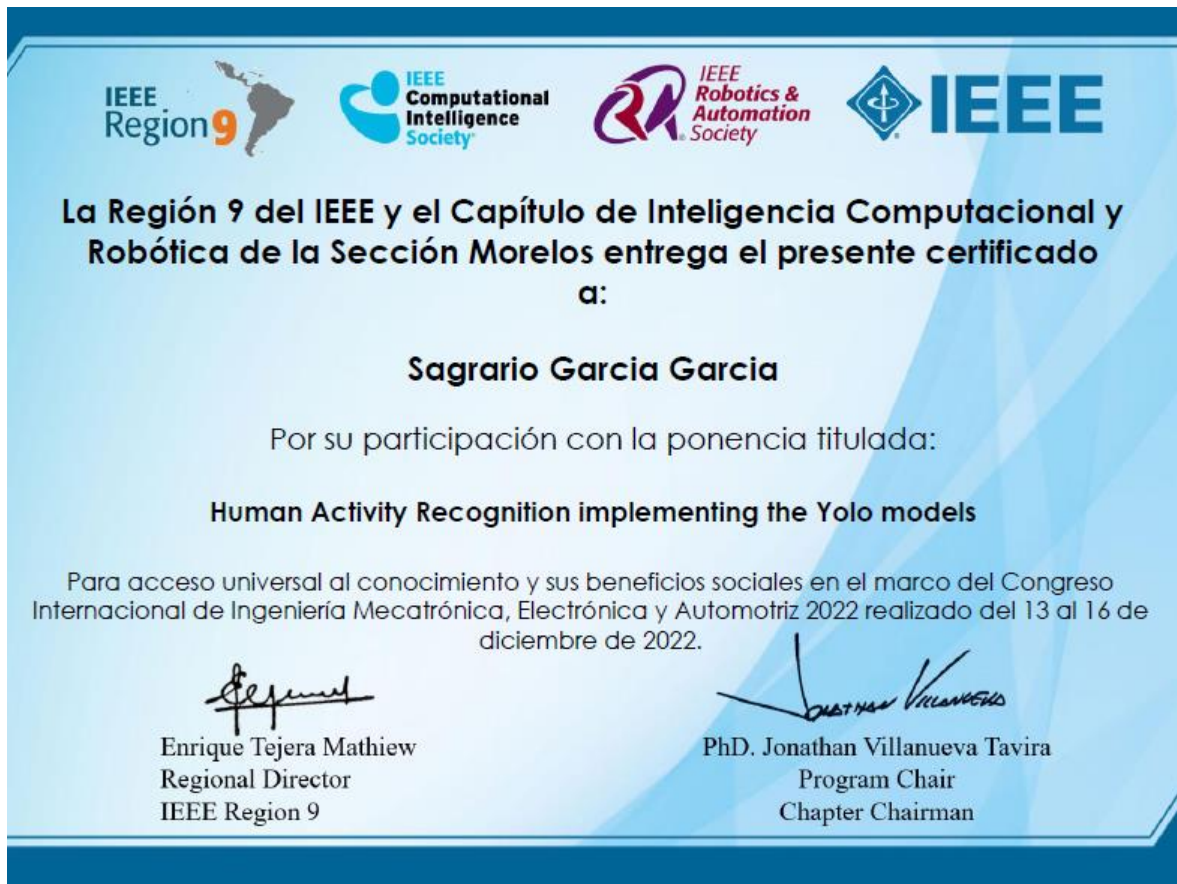 IEEE
Region 9
IEEE
Computational
Intelligence
Society
IEEE
Robotics &
Automation
Society
IEEE
La Región 9 del IEEE y el Capítulo de Inteligencia Computacional y
Robótica de la Sección Morelos entrega el presente certificado
a:
Sagrario Garcia Garcia
Por su participación con la ponencia titulada:
Human Activity Recognition implementing the Yolo models
Para acceso universal al conocimiento y sus beneficios sociales en el marco del Congreso
Internacional de Ingeniería Mecatrónica, Electrónica y Automotriz 2022 realizado del 13 al 16 de
diciembre de 2022.
Jonathan Villanueva
Enrique Tejera Mathiew
Regional Director
IEEE Region 9
PhD. Jonathan Villanueva Tavira
Program Chair
Chapter Chairman